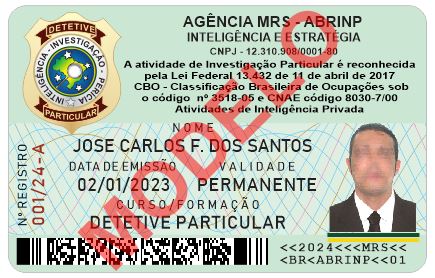 DETETIVE
INTELIGÊNCIA • INVESTIGAÇÃO • PERÍCIA
PARTICULAR
AGÊNCIA MRS - ABRINP
INTELIGÊNCIA E ESTRATÉGIA
CNPJ - 12.310.908/0001-80
A atividade de Investigação Particular é reconhecida
pela Lei Federal 13.432 de 11 de abril de 2017
CBO - Classificação Brasileira de Ocupações sob
o código nº 3518-05 e CNAE código 8030-7/00
Atividades de Inteligência Privada
MODELO
Nº REGISTRO
001/24-A
NOME
JOSE CARLOS F. DOS SANTOS
DATA DE EMISSÃO VALIDADE
02/01/2023 PERMANENTE
CURSO/FORMAÇÃO
DETETIVE PARTICULAR
<<2024<<<MRS<<
<BR<ABRINP<<01